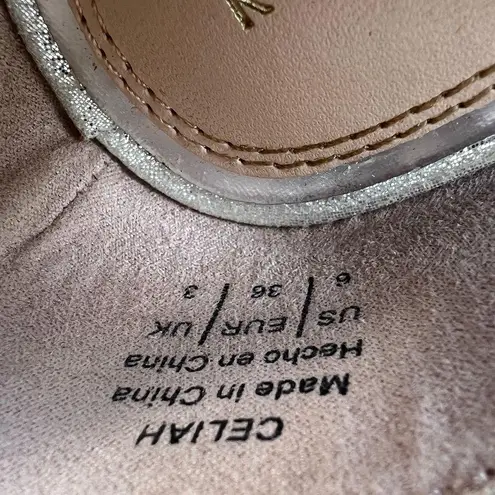 CELIAH
Made in China
Hecho en China
US/EUR/UK
6 / 36 / 3